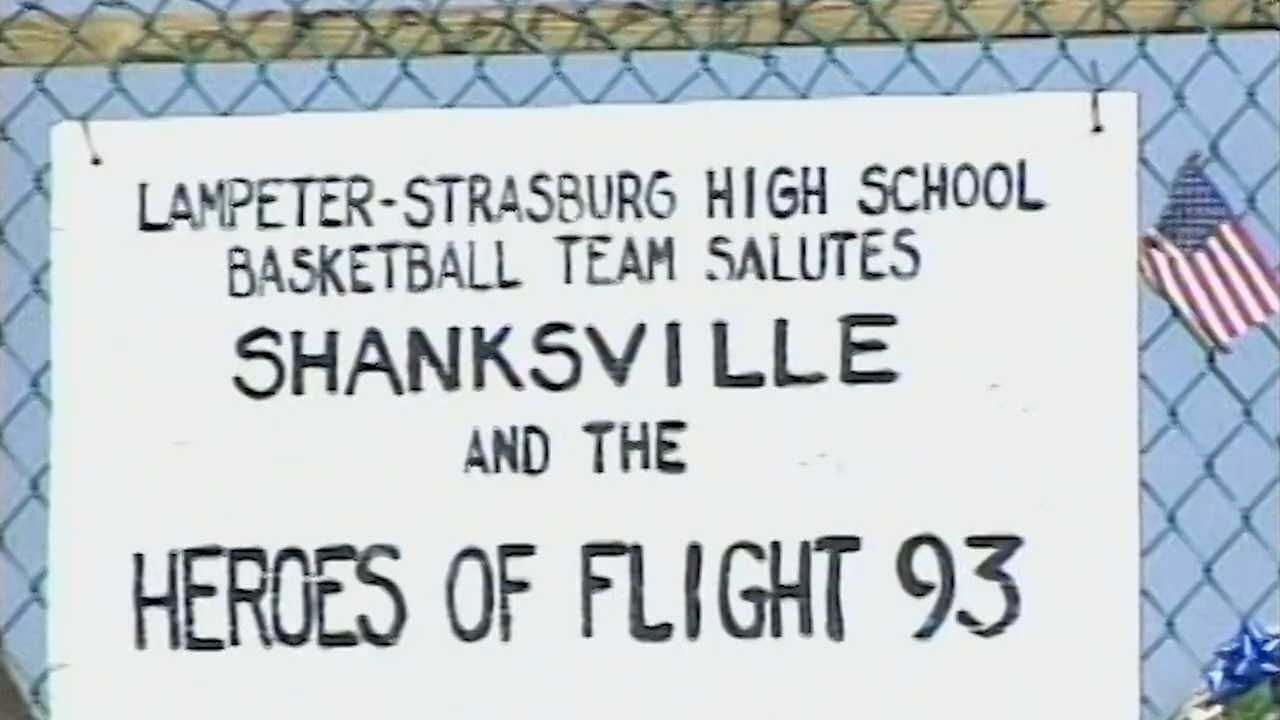 LAMPETER-STRASBURG HIGH SCHOOL
BASKETBALL TEAM SALUTES
SHANKSVILLE
AND THE
HEROES OF FLIGHT 93